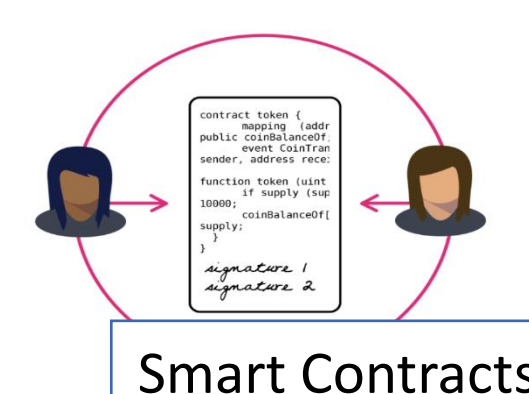 contract token {
mapping (addr
public coinBalanceOf;
event CoinTran
sender, address recei
function token (uint
if supply (sup
10000;
coinBalanceOf[
supply;
}
}
signature 1
signature 2
Smart Contracts